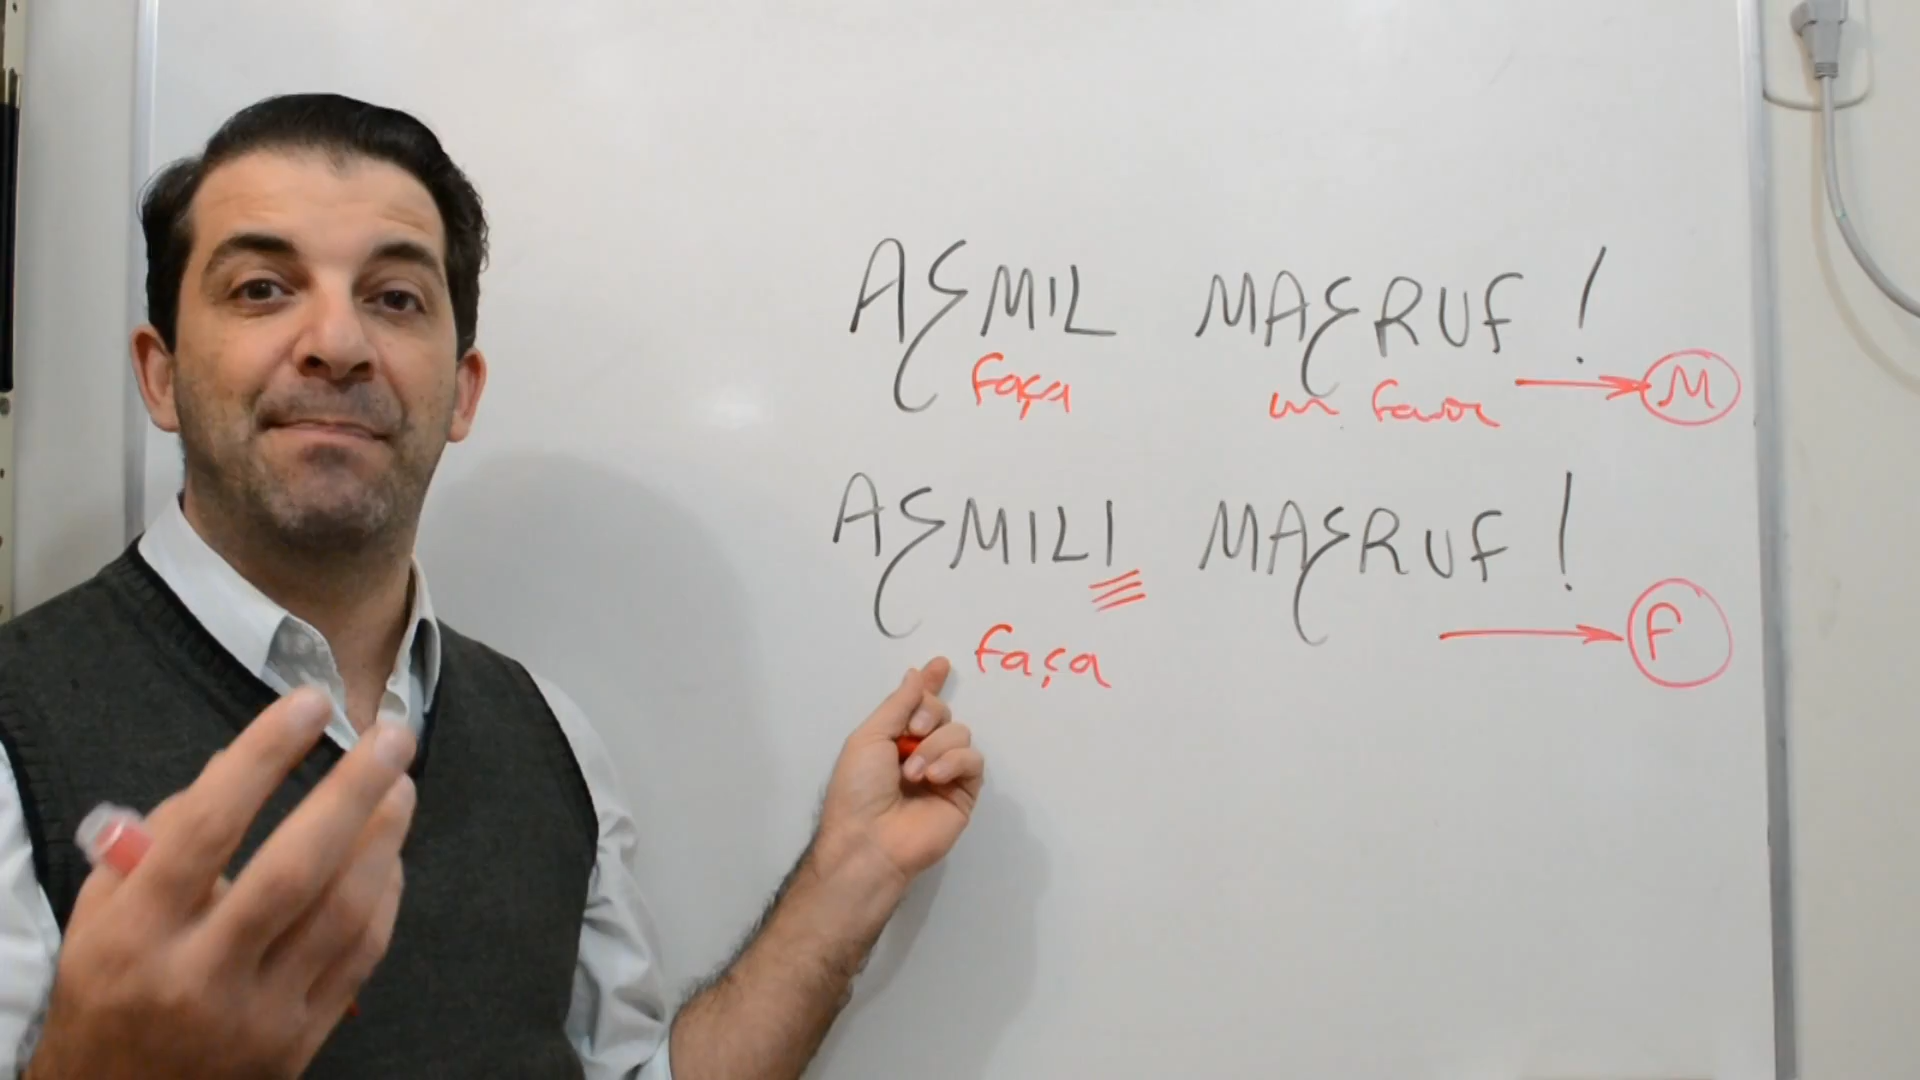 AƐMIL MAƐRUF!
faça um favor → M
AƐMILI MAƐRUF!
faça → F